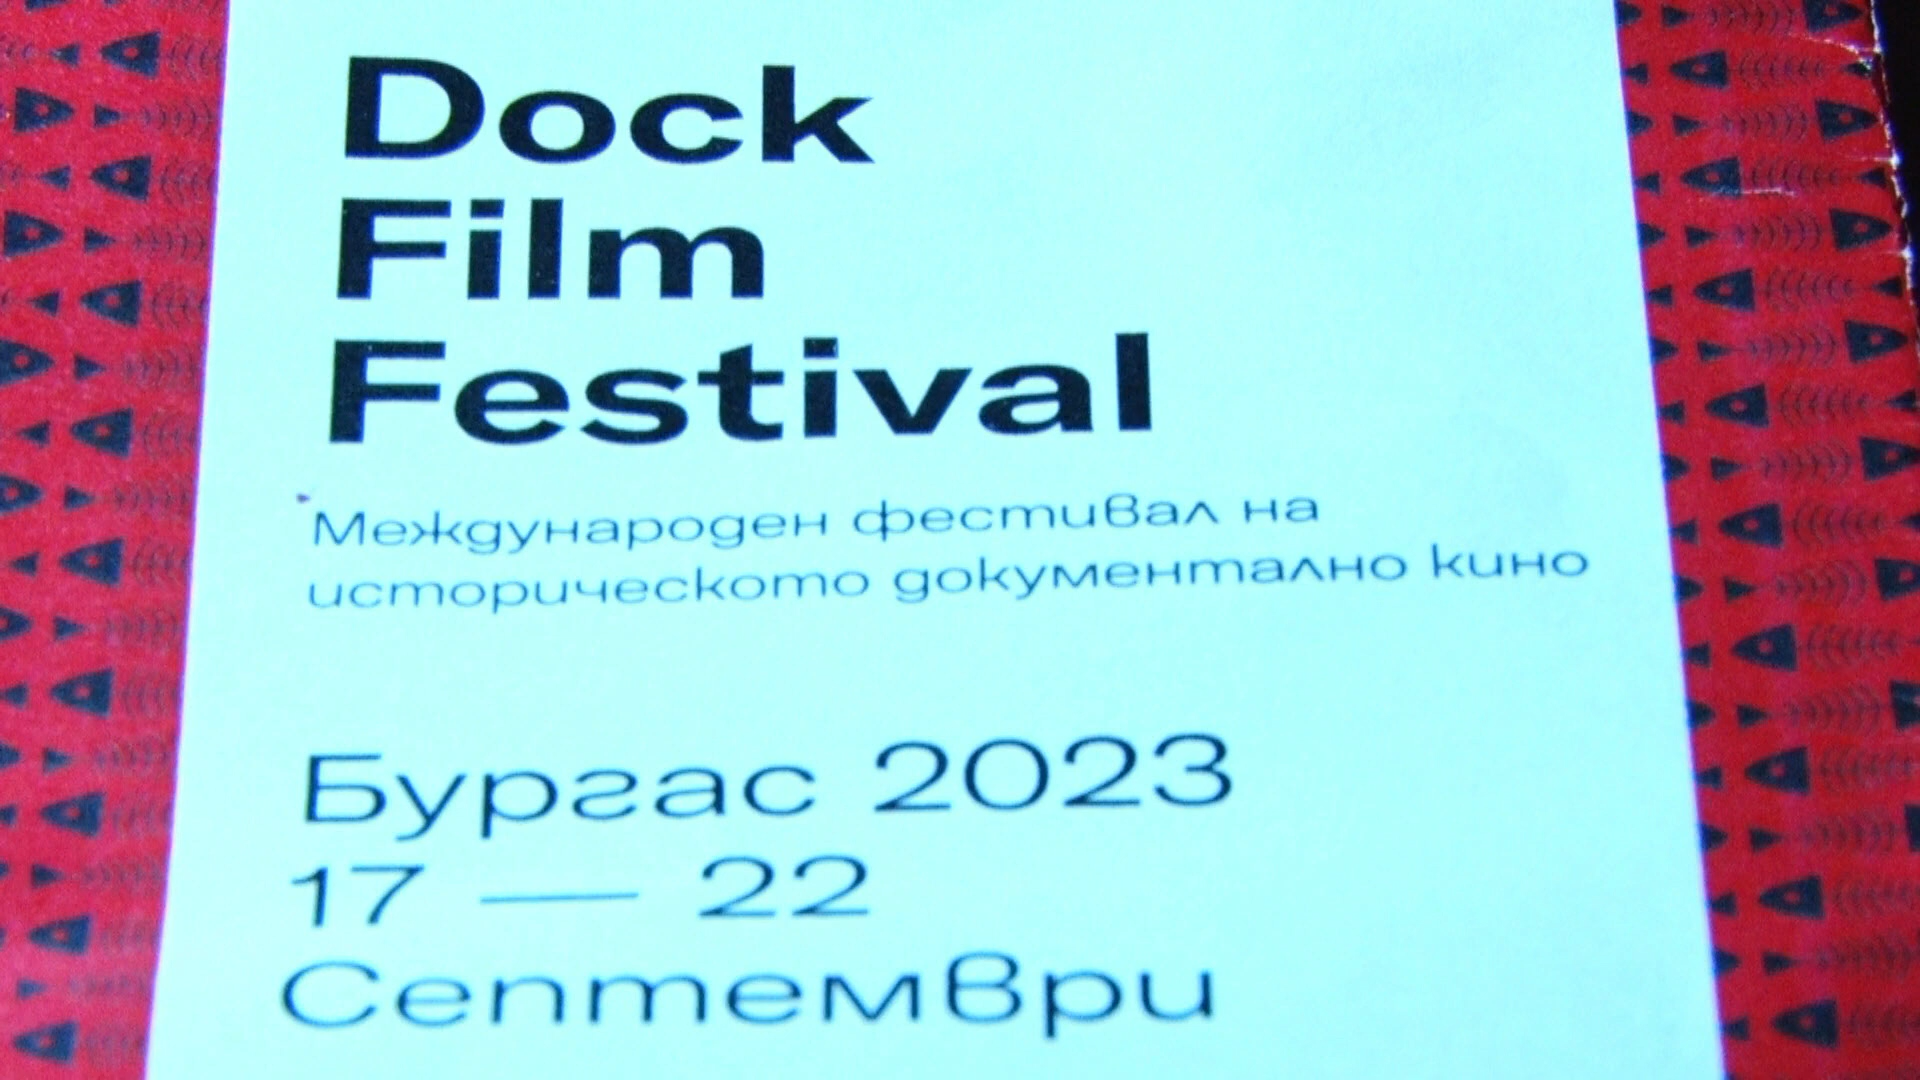 Dock
Film
Festival
Международен фестивал на
историческото документално кино
Бургас 2023
17 — 22
Септември